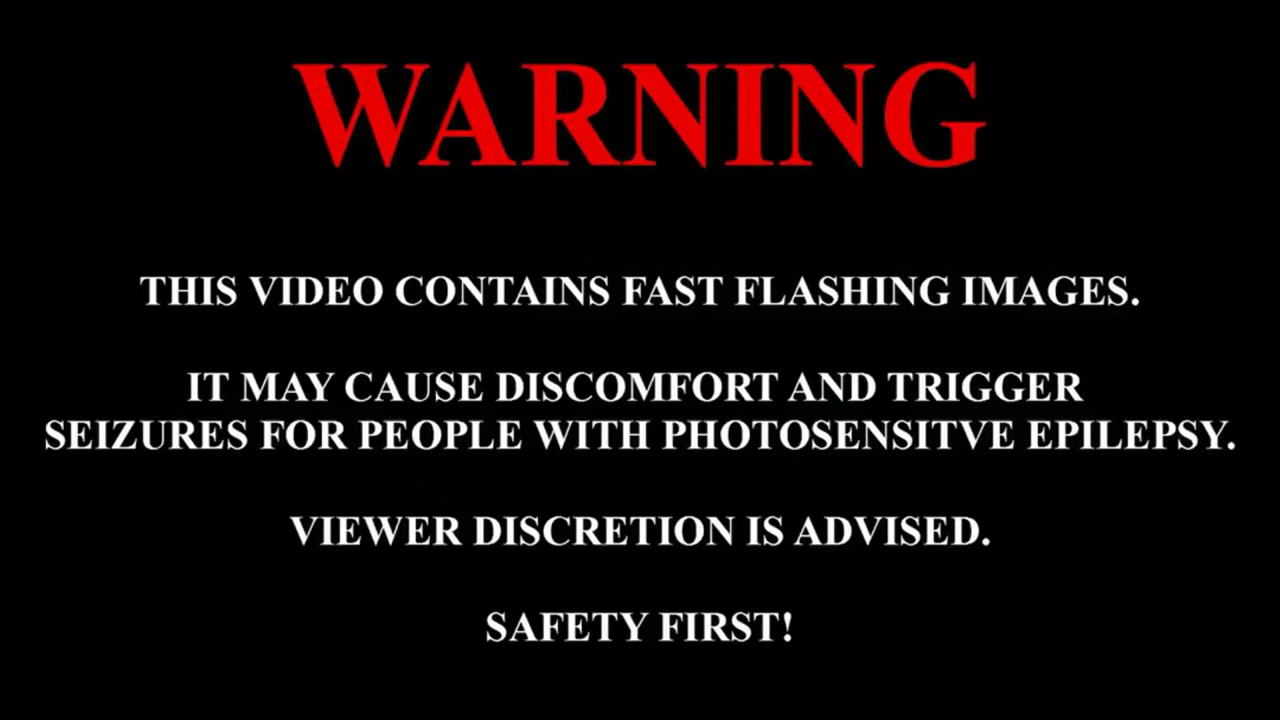 WARNING
THIS VIDEO CONTAINS FAST FLASHING IMAGES.
IT MAY CAUSE DISCOMFORT AND TRIGGER
SEIZURES FOR PEOPLE WITH PHOTOSENSITVE EPILEPSY.
VIEWER DISCRETION IS ADVISED.
SAFETY FIRST!